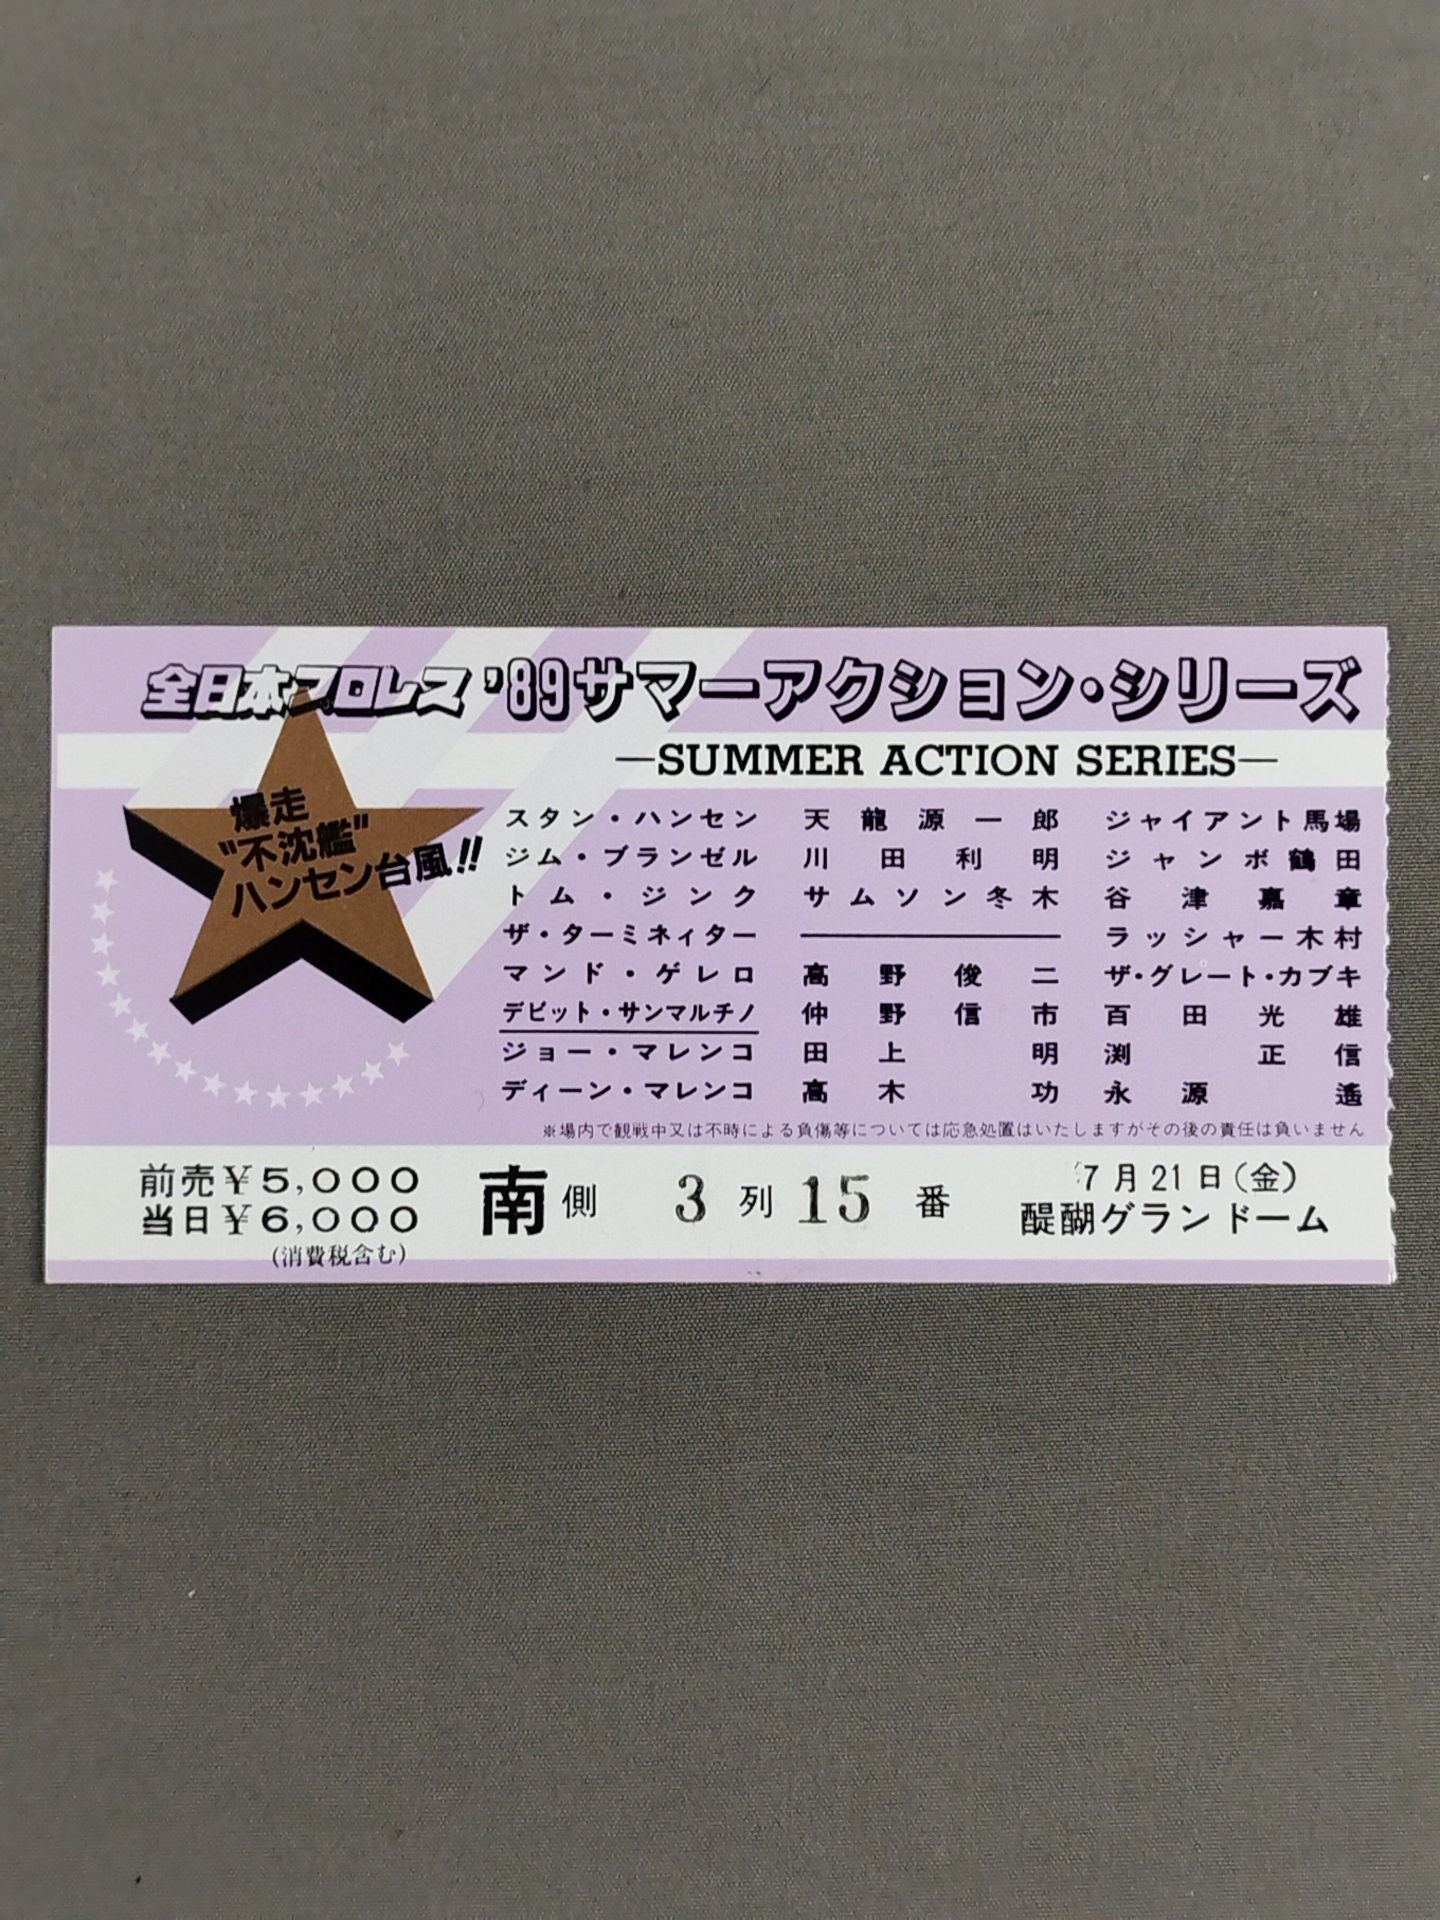 全日本プロレス '89サマーアクション・シリーズ
—SUMMER ACTION SERIES—
爆走
"不沈艦"
ハンセン台風!!
スタン・ハンセン 天龍源一郎 ジャイアント馬場
ジム・ブランゼル 川田利明 ジャンボ鶴田
トム・ジンク サムソン冬木 谷津嘉章
ザ・ターミネィター ラッシャー木村
マンド・ゲレロ 高野俊二 ザ・グレート・カブキ
デビット・サンマルチノ 仲野信市 百田光雄
ジョー・マレンコ 田上明 渕正信
ディーン・マレンコ 高木功 永源遙
※場内で観戦中又は不時による負傷等については応急処置はいたしますがその後の責任は負いません
前売¥5,000
当日¥6,000
(消費税含む)
南側 3列15番
7月21日(金)
醍醐グランドーム